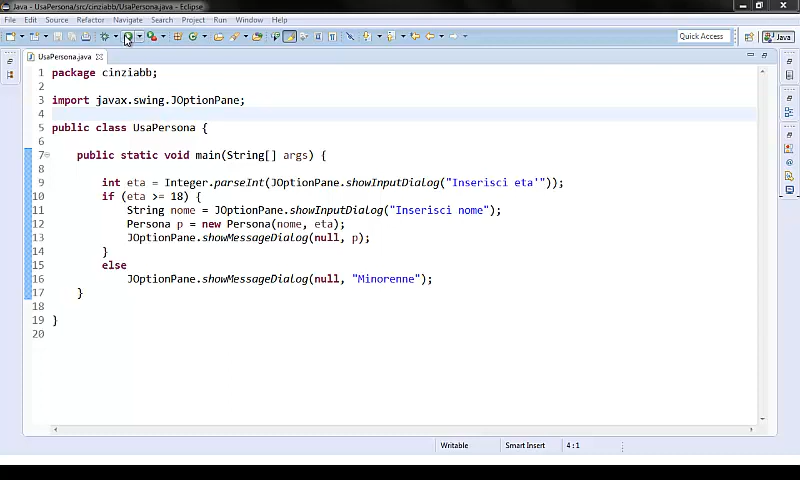 Java - UsaPersona/src/cinziabb/UsaPersona.java - Eclipse
File Edit Source Refactor Navigate Search Project Run Window Help
Quick Access
Java
UsaPersona.java
1 package cinziabb;
2
3 import javax.swing.JOptionPane;
4
5 public class UsaPersona {
6
7 public static void main(String[] args) {
8
9 int eta = Integer.parseInt(JOptionPane.showInputDialog("Inserisci eta'"));
10 if (eta >= 18) {
11 String nome = JOptionPane.showInputDialog("Inserisci nome");
12 Persona p = new Persona(nome, eta);
13 JOptionPane.showMessageDialog(null, p);
14 }
15 else
16 JOptionPane.showMessageDialog(null, "Minorenne");
17 }
18
19 }
20
Writable Smart Insert 4 : 1